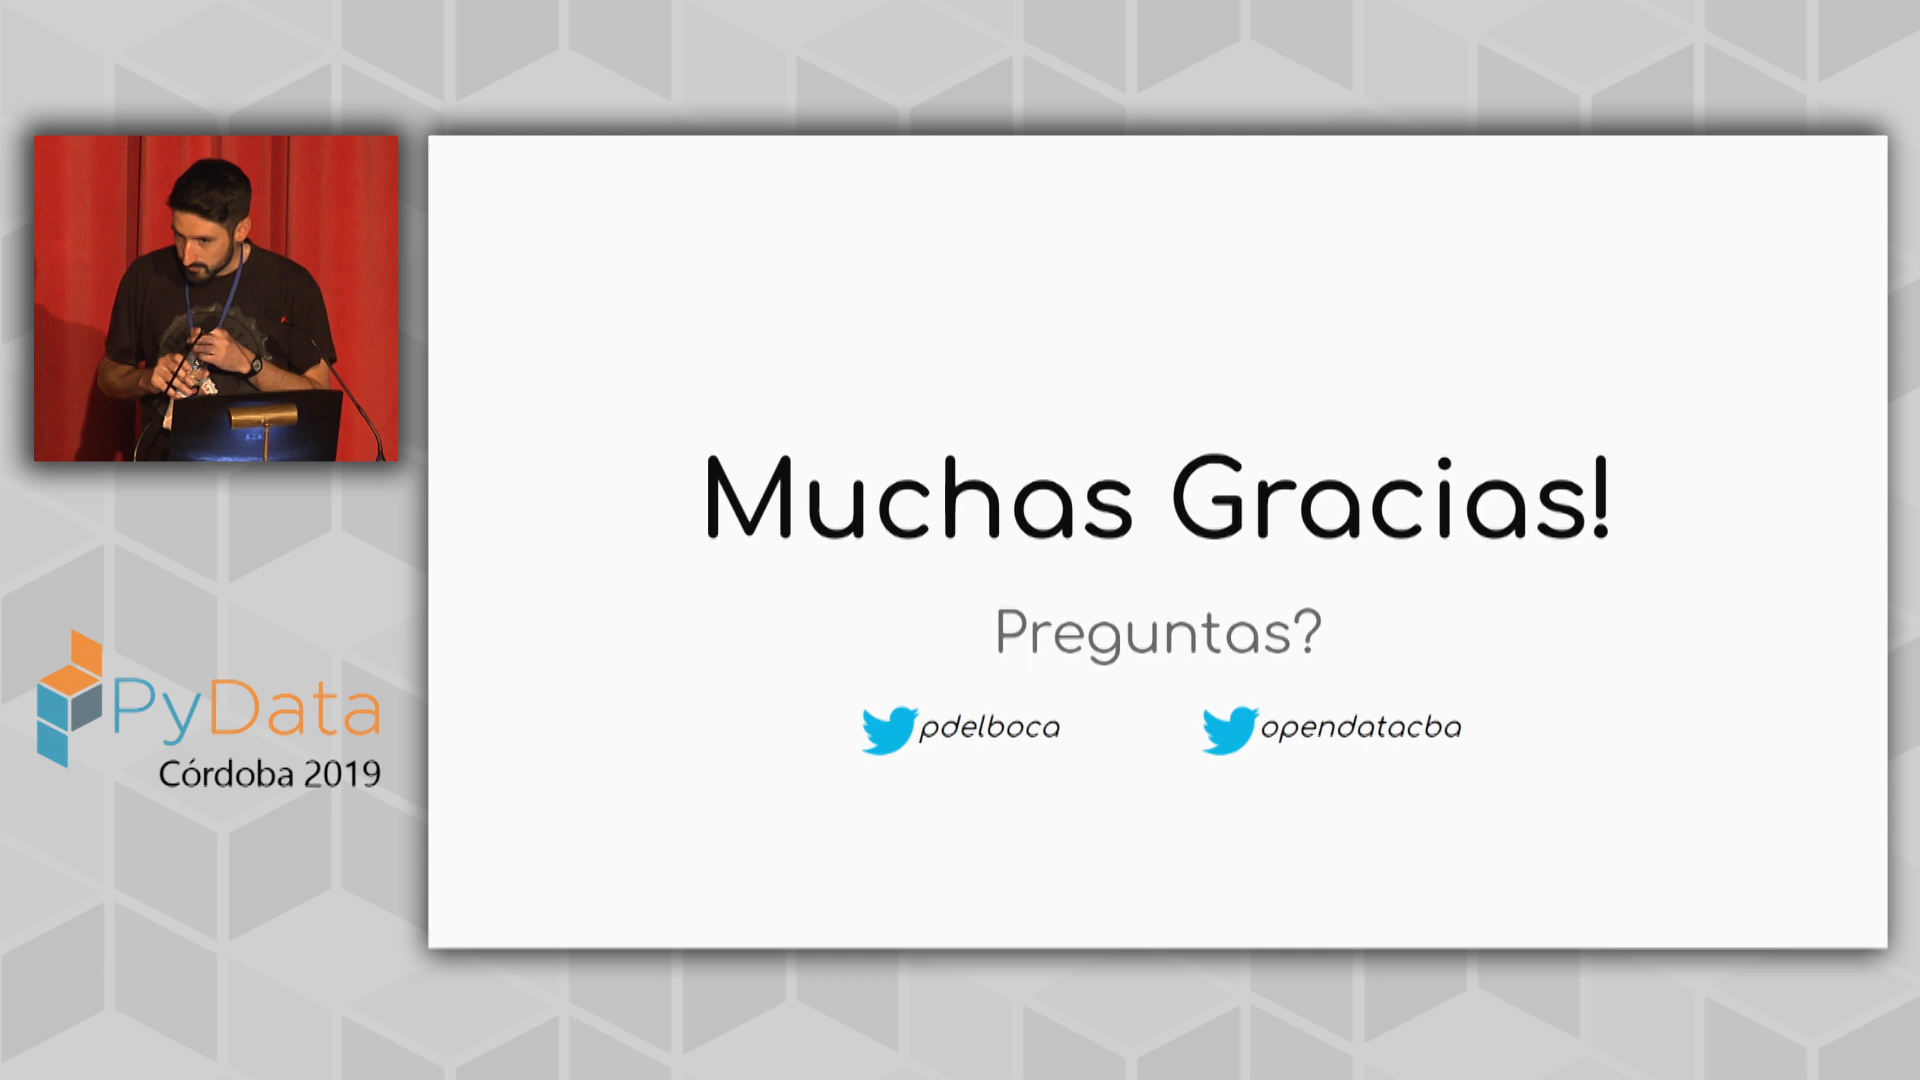 Muchas Gracias!
Preguntas?
pdelboca
opendatacba
PyData
Córdoba 2019